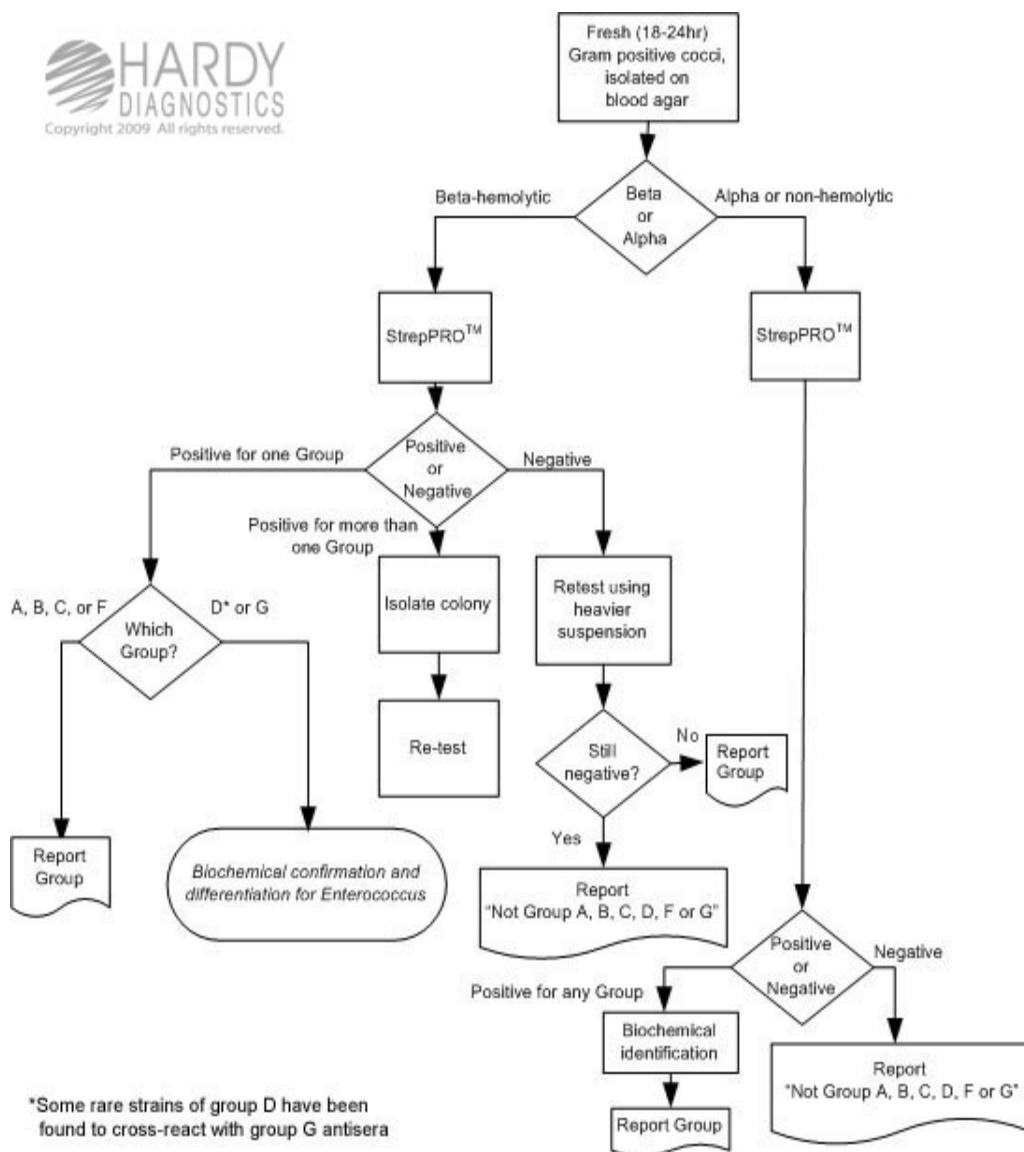 HARDY
DIAGNOSTICS
Copyright 2009 All rights reserved.
Fresh (18-24hr)
Gram positive cocci,
isolated on
blood agar
Beta-hemolytic
Beta
or
Alpha
Alpha or non-hemolytic
StrepPRO™
StrepPRO™
Positive for one Group
Positive
or
Negative
Negative
Positive for more than
one Group
A, B, C, or F
Which
Group?
D* or G
Isolate colony
Retest using
heavier
suspension
Re-test
Still
negative?
No
Report
Group
Yes
Report
Group
Biochemical confirmation and
differentiation for Enterococcus
Report
"Not Group A, B, C, D, F or G"
Positive
or
Negative
Negative
Positive for any Group
Biochemical
identification
Report Group
Report
"Not Group A, B, C, D, F or G"
*Some rare strains of group D have been
found to cross-react with group G antisera